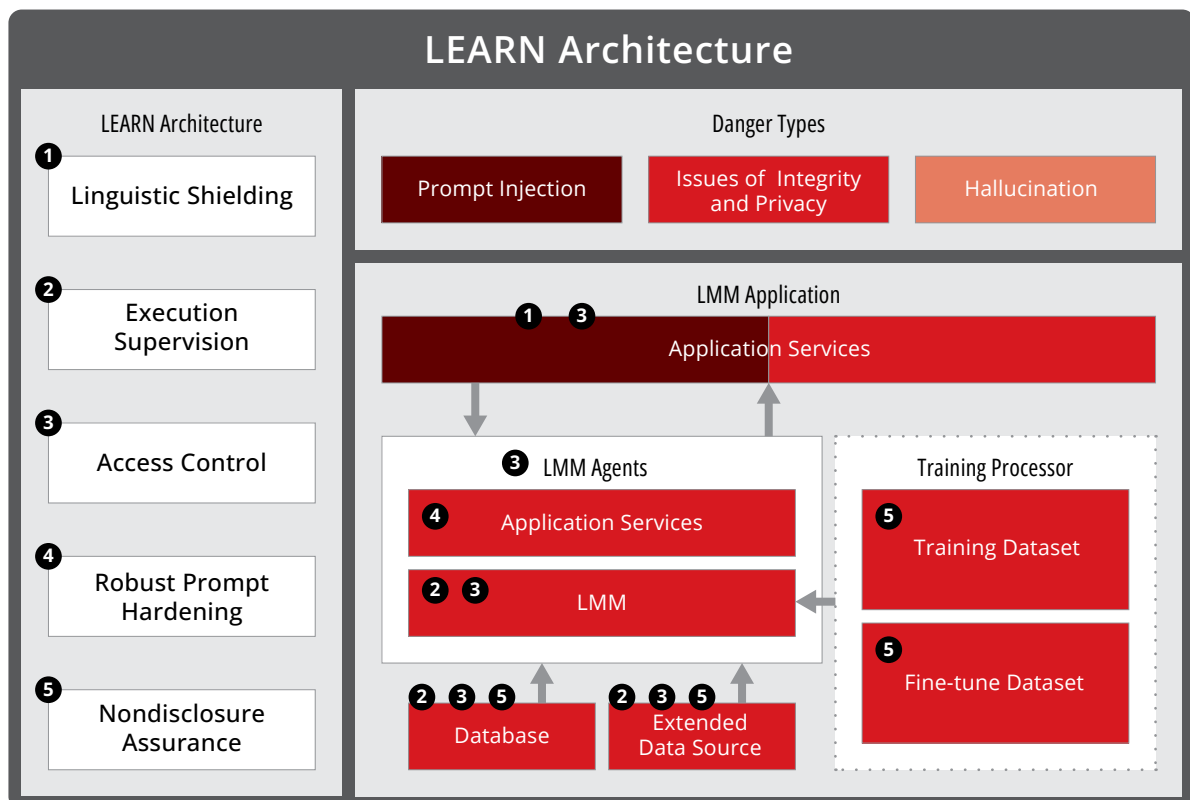 LEARN Architecture
LEARN Architecture
1
Linguistic Shielding
2
Execution
Supervision
3
Access Control
4
Robust Prompt
Hardening
5
Nondisclosure
Assurance
Danger Types
Prompt Injection
Issues of Integrity
and Privacy
Hallucination
LMM Application
1 3
Application Services
3 LMM Agents
4 Application Services
2 3 LMM
2 3 5
Database
2 3 5
Extended
Data Source
Training Processor
5
Training Dataset
5
Fine-tune Dataset